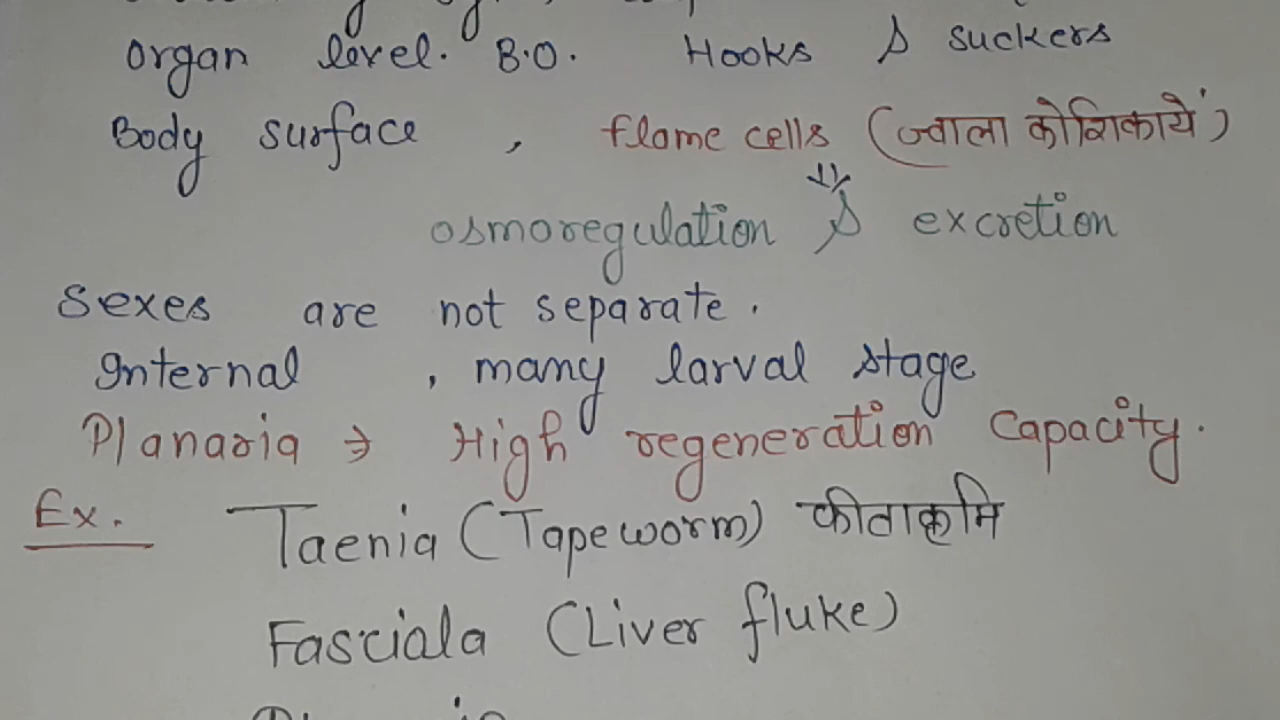 organ level. B.O. Hooks & suckers
Body surface , flame cells (ज्वाला कोशिकायें)
osmoregulation & excretion
Sexes are not separate.
Internal , many larval stage
Planaria → High regeneration capacity.
Ex. Taenia (Tapeworm) फीताकृमि
Fasciala (Liver fluke)